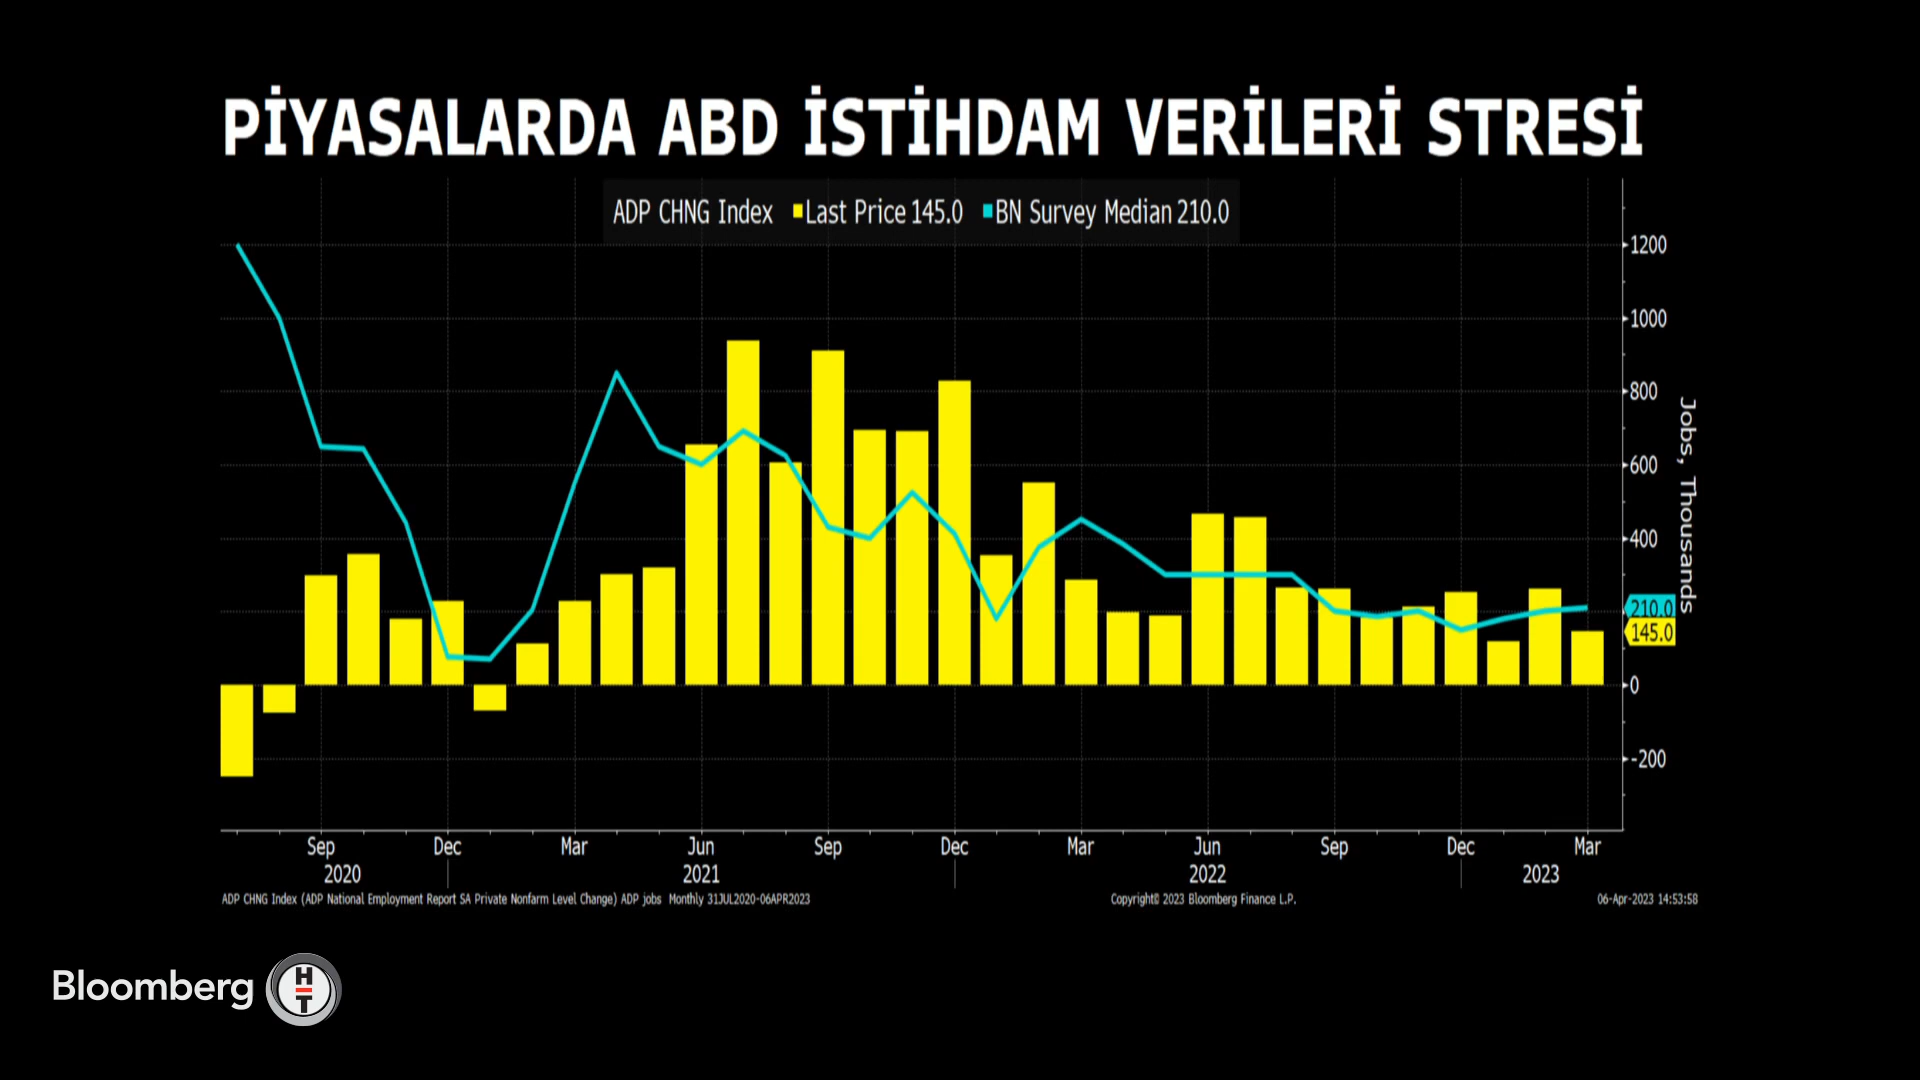 PİYASALARDA ABD İSTİHDAM VERİLERİ STRESİ
ADP CHNG Index Last Price 145.0 BN Survey Median 210.0
1200
1000
800
600
400
210.0
145.0
0
-200
Jobs, Thousands
Sep Dec Mar Jun Sep Dec Mar Jun Sep Dec Mar
2020 2021 2022 2023
ADP CHNG Index (ADP National Employment Report SA Private Nonfarm Level Change) ADP jobs Monthly 31JUL2020-06APR2023
Copyright© 2023 Bloomberg Finance L.P.
06-Apr-2023 14:53:58
Bloomberg HT